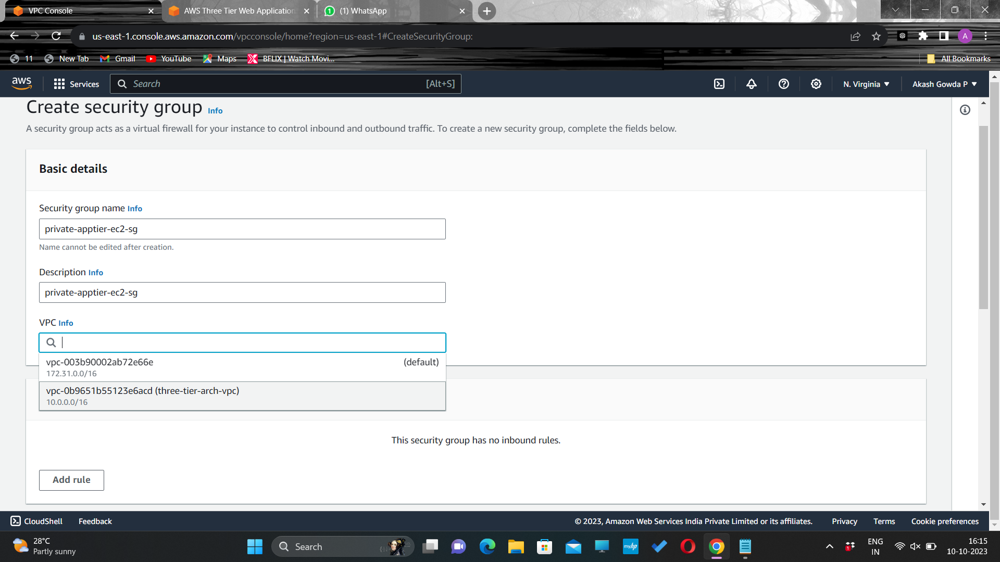 VPC Console
AWS Three Tier Web Application
(1) WhatsApp
us-east-1.console.aws.amazon.com/vpcconsole/home?region=us-east-1#CreateSecurityGroup:
A
11
New Tab
Gmail
YouTube
Maps
BFLIX | Watch Movi...
All Bookmarks
aws
Services
Search
[Alt+S]
N. Virginia
Akash Gowda P
Create security group Info
A security group acts as a virtual firewall for your instance to control inbound and outbound traffic. To create a new security group, complete the fields below.
Basic details
Security group name Info
private-apptier-ec2-sg
Name cannot be edited after creation.
Description Info
private-apptier-ec2-sg
VPC Info
vpc-003b90002ab72e66e (default)
172.31.0.0/16
vpc-0b9651b55123e6acd (three-tier-arch-vpc)
10.0.0.0/16
This security group has no inbound rules.
Add rule
CloudShell
Feedback
© 2023, Amazon Web Services India Private Limited or its affiliates.
Privacy
Terms
Cookie preferences
28°C
Partly sunny
Search
myhp
1
ENG
IN
16:15
10-10-2023